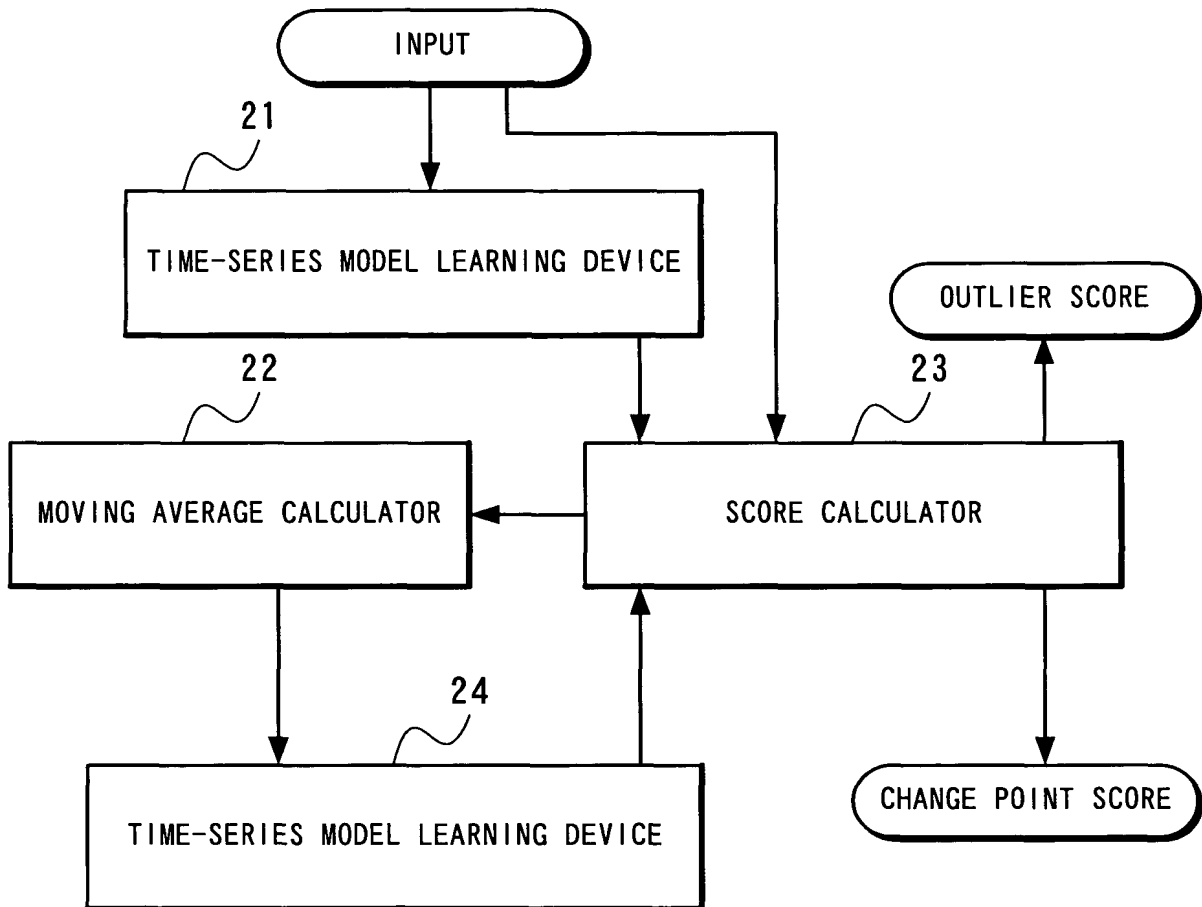 INPUT
21
TIME-SERIES MODEL LEARNING DEVICE
OUTLIER SCORE
22
23
MOVING AVERAGE CALCULATOR
SCORE CALCULATOR
24
TIME-SERIES MODEL LEARNING DEVICE
CHANGE POINT SCORE